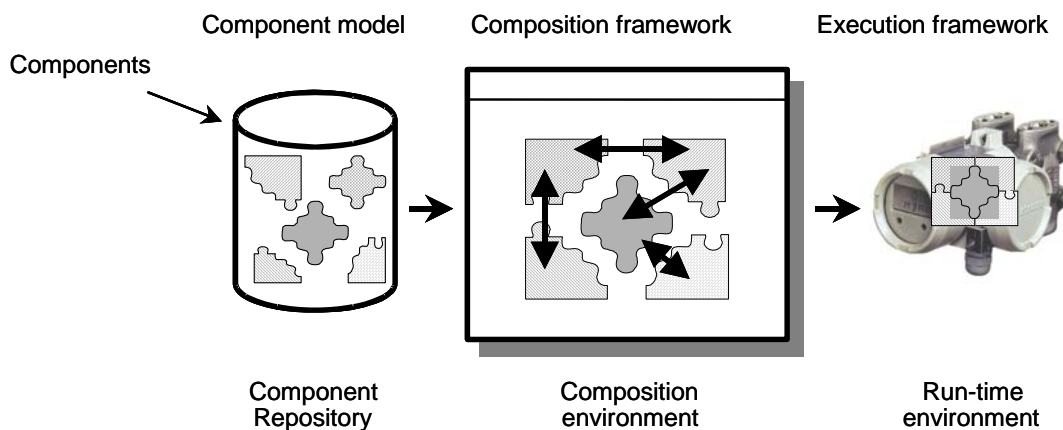 Component model
Composition framework
Execution framework
Components
Component
Repository
Composition
environment
Run-time
environment